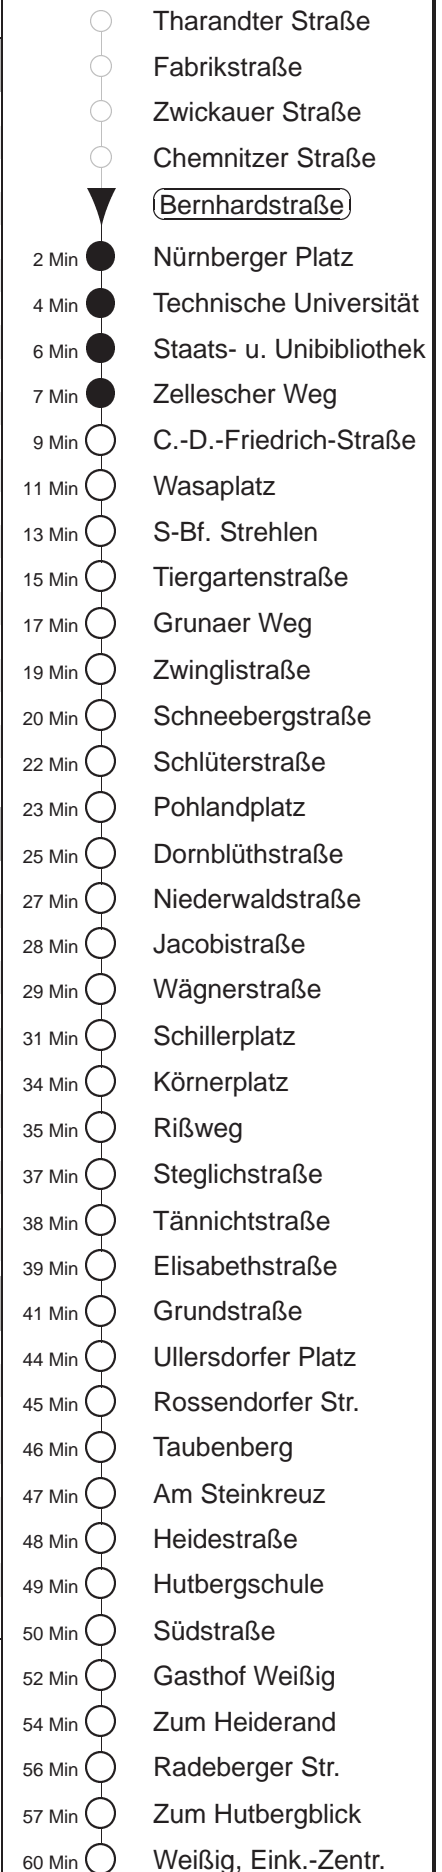 Tharandter Straße
Fabrikstraße
Zwickauer Straße
Chemnitzer Straße
Bernhardstraße
2 Min Nürnberger Platz
4 Min Technische Universität
6 Min Staats- u. Unibibliothek
7 Min Zellescher Weg
9 Min C.-D.-Friedrich-Straße
11 Min Wasaplatz
13 Min S-Bf. Strehlen
15 Min Tiergartenstraße
17 Min Grunaer Weg
19 Min Zwinglistraße
20 Min Schneebergstraße
22 Min Schlüterstraße
23 Min Pohlandplatz
25 Min Dornblüthstraße
27 Min Niederwaldstraße
28 Min Jacobistraße
29 Min Wägnerstraße
31 Min Schillerplatz
34 Min Körnerplatz
35 Min Rißweg
37 Min Steglichstraße
38 Min Tännichtstraße
39 Min Elisabethstraße
41 Min Grundstraße
44 Min Ullersdorfer Platz
45 Min Rossendorfer Str.
46 Min Taubenberg
47 Min Am Steinkreuz
48 Min Heidestraße
49 Min Hutbergschule
50 Min Südstraße
52 Min Gasthof Weißig
54 Min Zum Heiderand
56 Min Radeberger Str.
57 Min Zum Hutbergblick
60 Min Weißig, Eink.-Zentr.